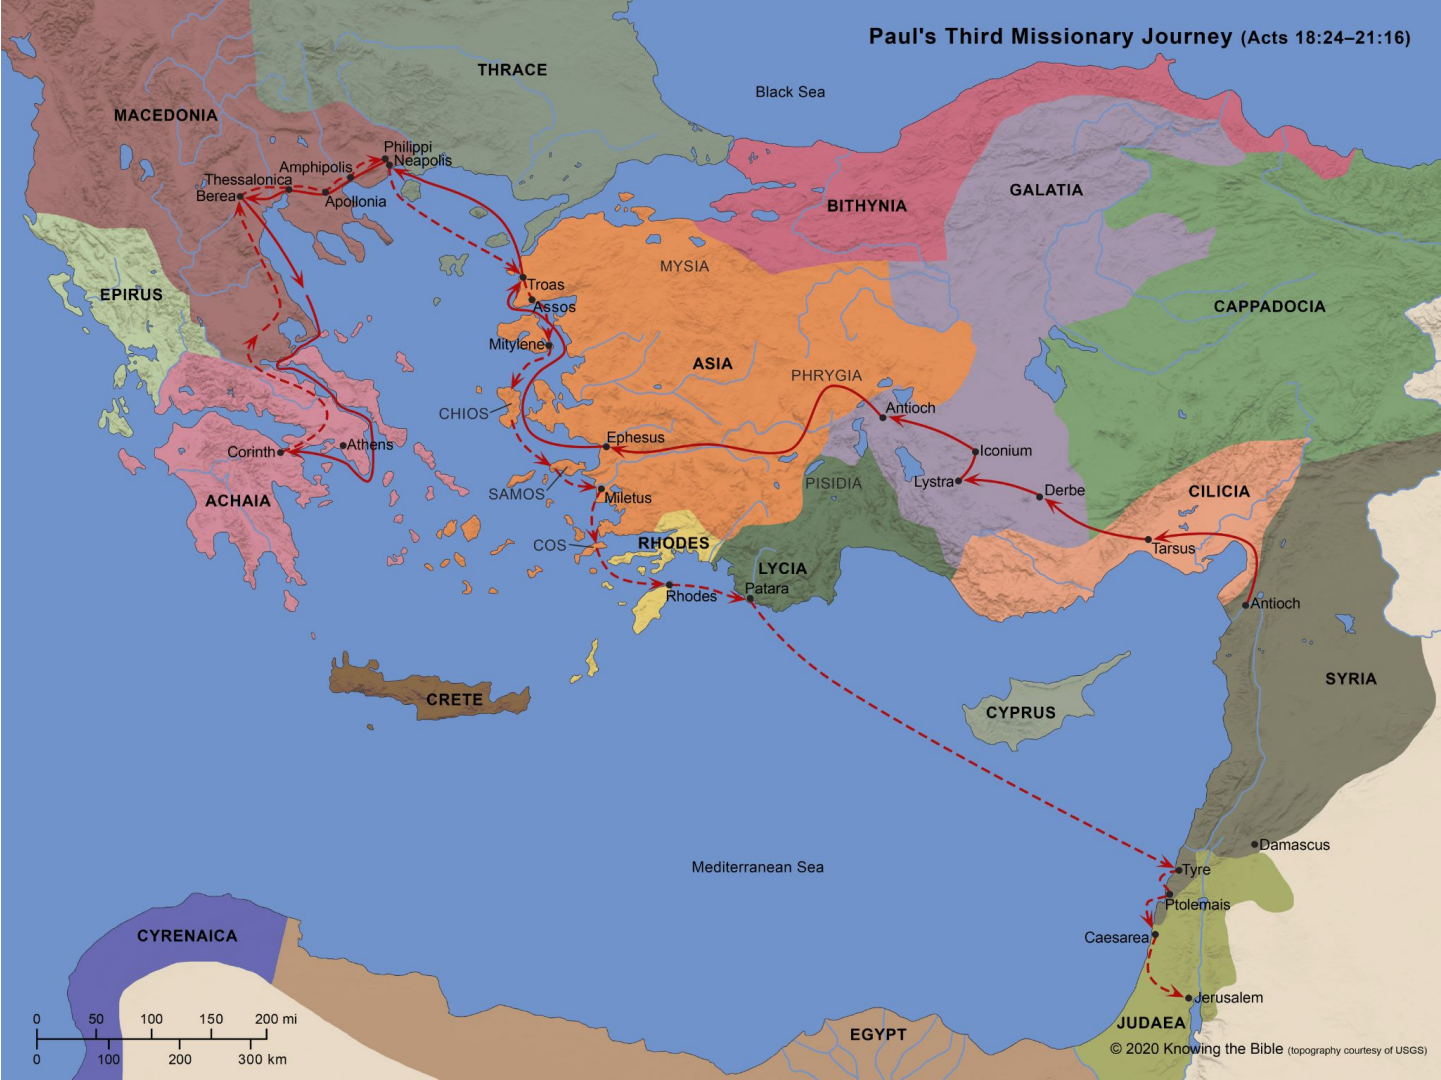 Paul's Third Missionary Journey (Acts 18:24–21:16)
THRACE
Black Sea
MACEDONIA
Philippi
Neapolis
Amphipolis
Thessalonica
Berea
Apollonia
GALATIA
BITHYNIA
MYSIA
EPIRUS
Troas
Assos
CAPPADOCIA
Mitylene
ASIA
PHRYGIA
CHIOS
Antioch
Ephesus
Athens
Corinth
Iconium
Lystra
PISIDIA
Derbe
CILICIA
SAMOS
Miletus
ACHAIA
COS
RHODES
Tarsus
LYCIA
Rhodes
Patara
Antioch
SYRIA
CRETE
CYPRUS
Damascus
Mediterranean Sea
Tyre
Ptolemais
CYRENAICA
Caesarea
Jerusalem
0 50 100 150 200 mi
0 100 200 300 km
EGYPT
JUDAEA
© 2020 Knowing the Bible (topography courtesy of USGS)